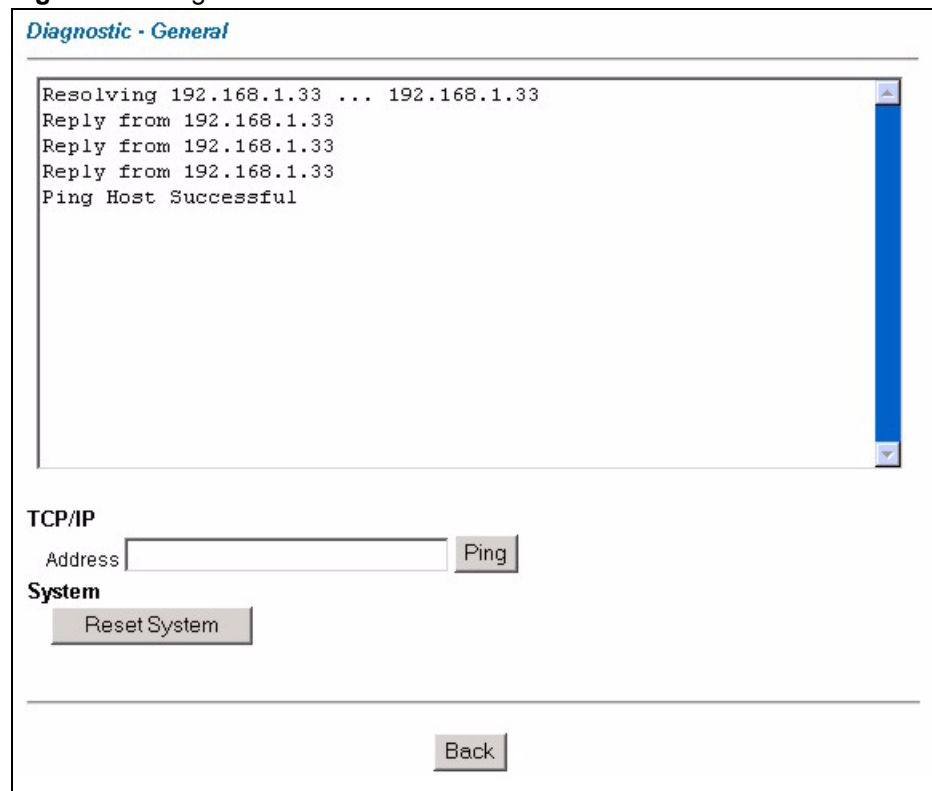 Diagnostic - General
Resolving 192.168.1.33 ... 192.168.1.33
Reply from 192.168.1.33
Reply from 192.168.1.33
Reply from 192.168.1.33
Ping Host Successful
TCP/IP
Address Ping
System
Reset System
Back